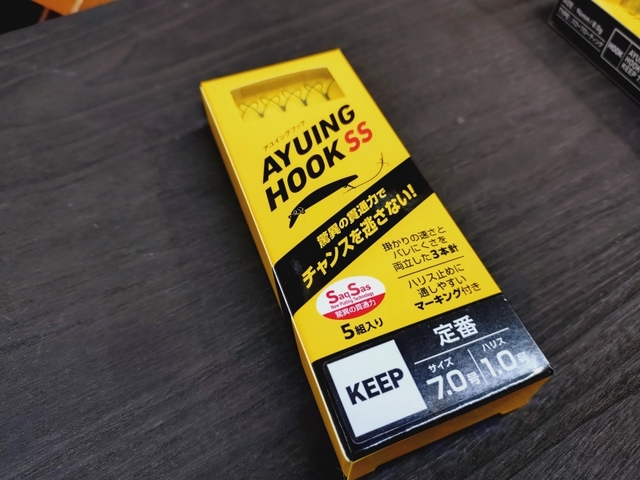 アユイングフック
AYUING
HOOK SS
驚異の貫通力で
チャンスを逃さない!
掛かりの速さと
バレにくさを
両立した3本針
ハリス止めに
通しやすい
マーキング付き
SaqSas
New Plating Technology
驚異の貫通力
5組入り
KEEP
定番
サイズ
7.0号
ハリス
1.0号
HOOK